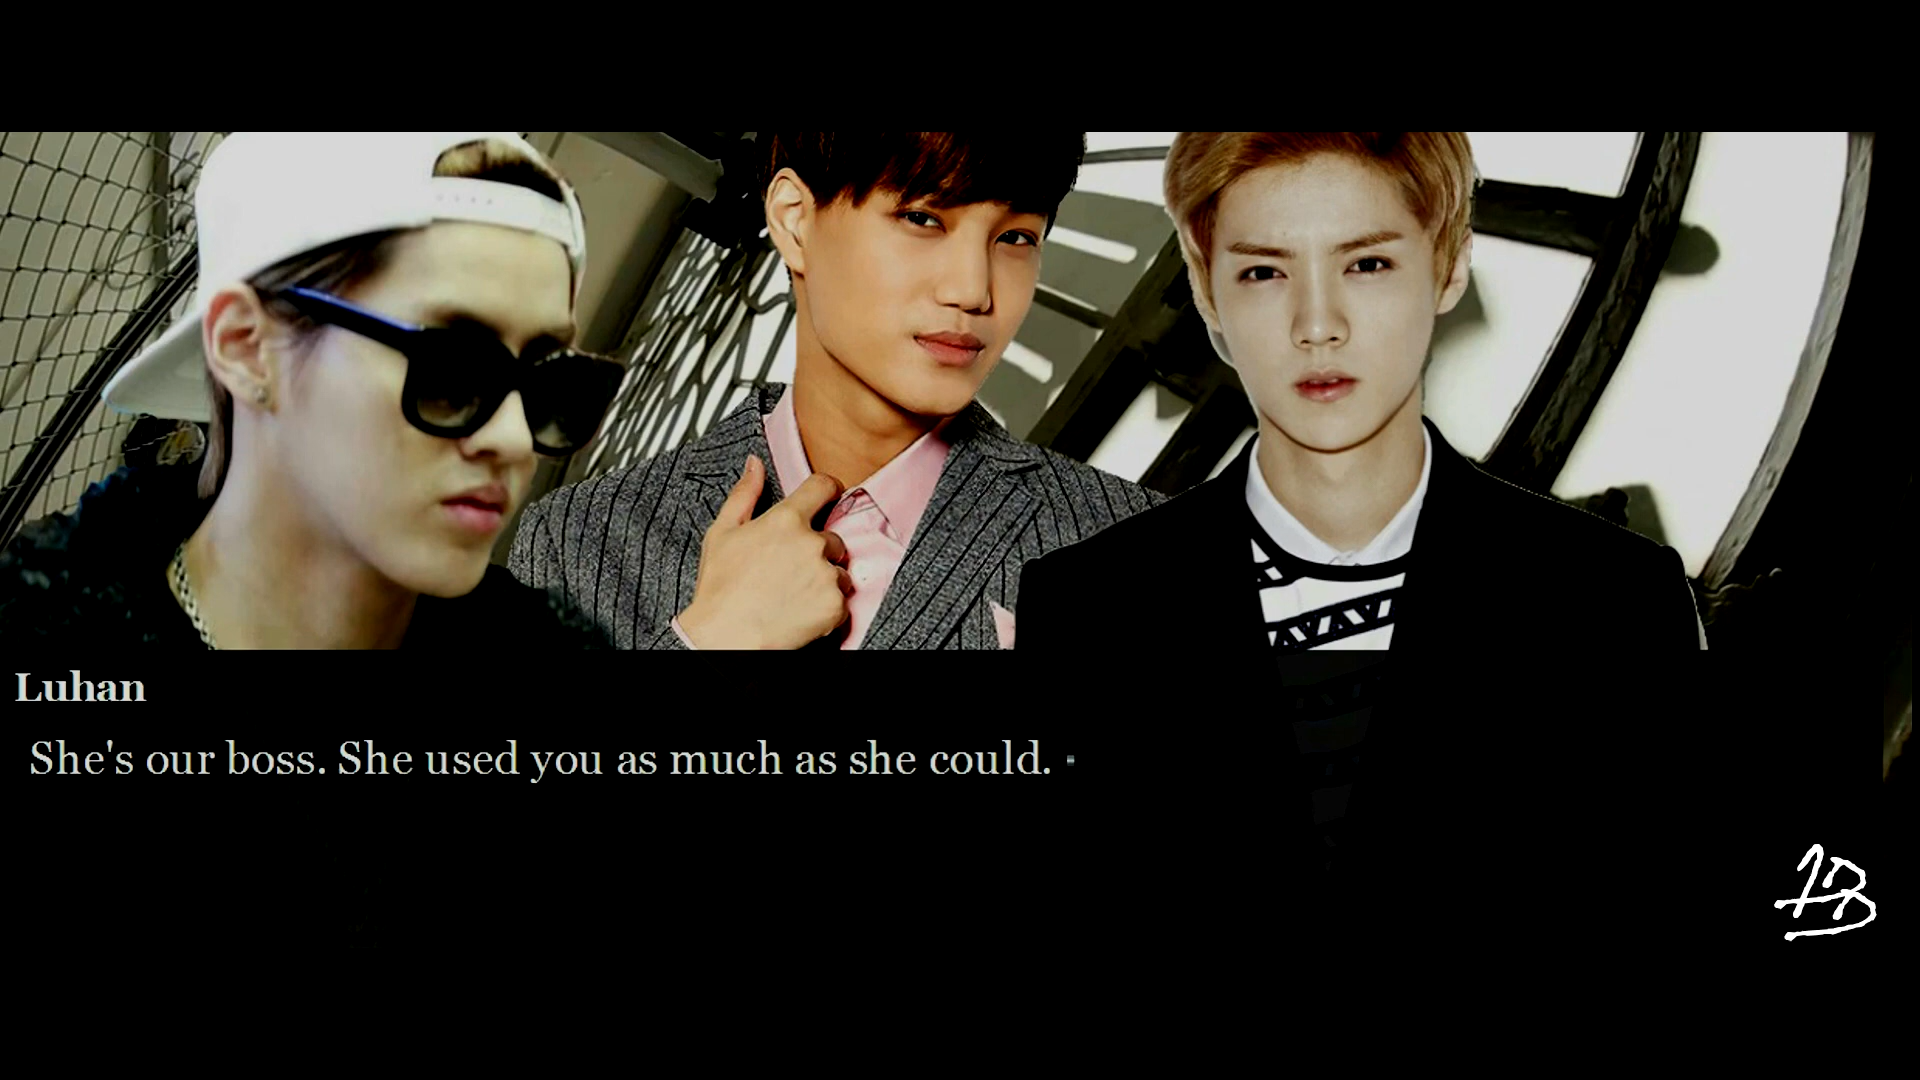 Luhan
She's our boss. She used you as much as she could.